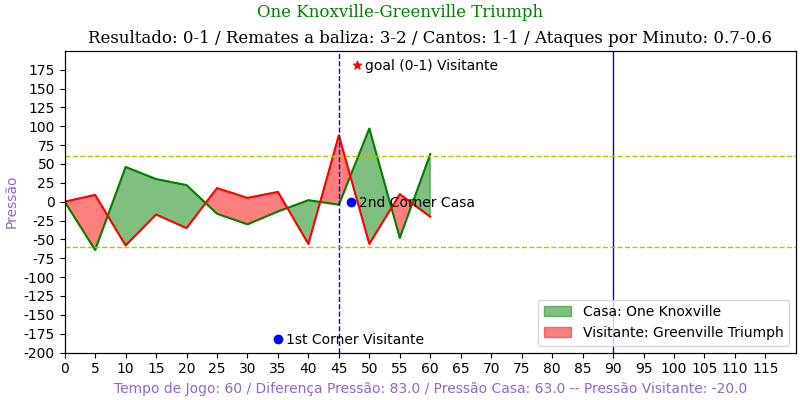 One Knoxville-Greenville Triumph
Resultado: 0-1 / Remates a baliza: 3-2 / Cantos: 1-1 / Ataques por Minuto: 0.7-0.6
175
150
125
100
75
50
25
0
-25
-50
-75
-100
-125
-150
-175
-200
Pressão
goal (0-1) Visitante
2nd Corner Casa
1st Corner Visitante
Casa: One Knoxville
Visitante: Greenville Triumph
0 5 10 15 20 25 30 35 40 45 50 55 60 65 70 75 80 85 90 95 100 105 110 115
Tempo de Jogo: 60 / Diferença Pressão: 83.0 / Pressão Casa: 63.0 -- Pressão Visitante: -20.0